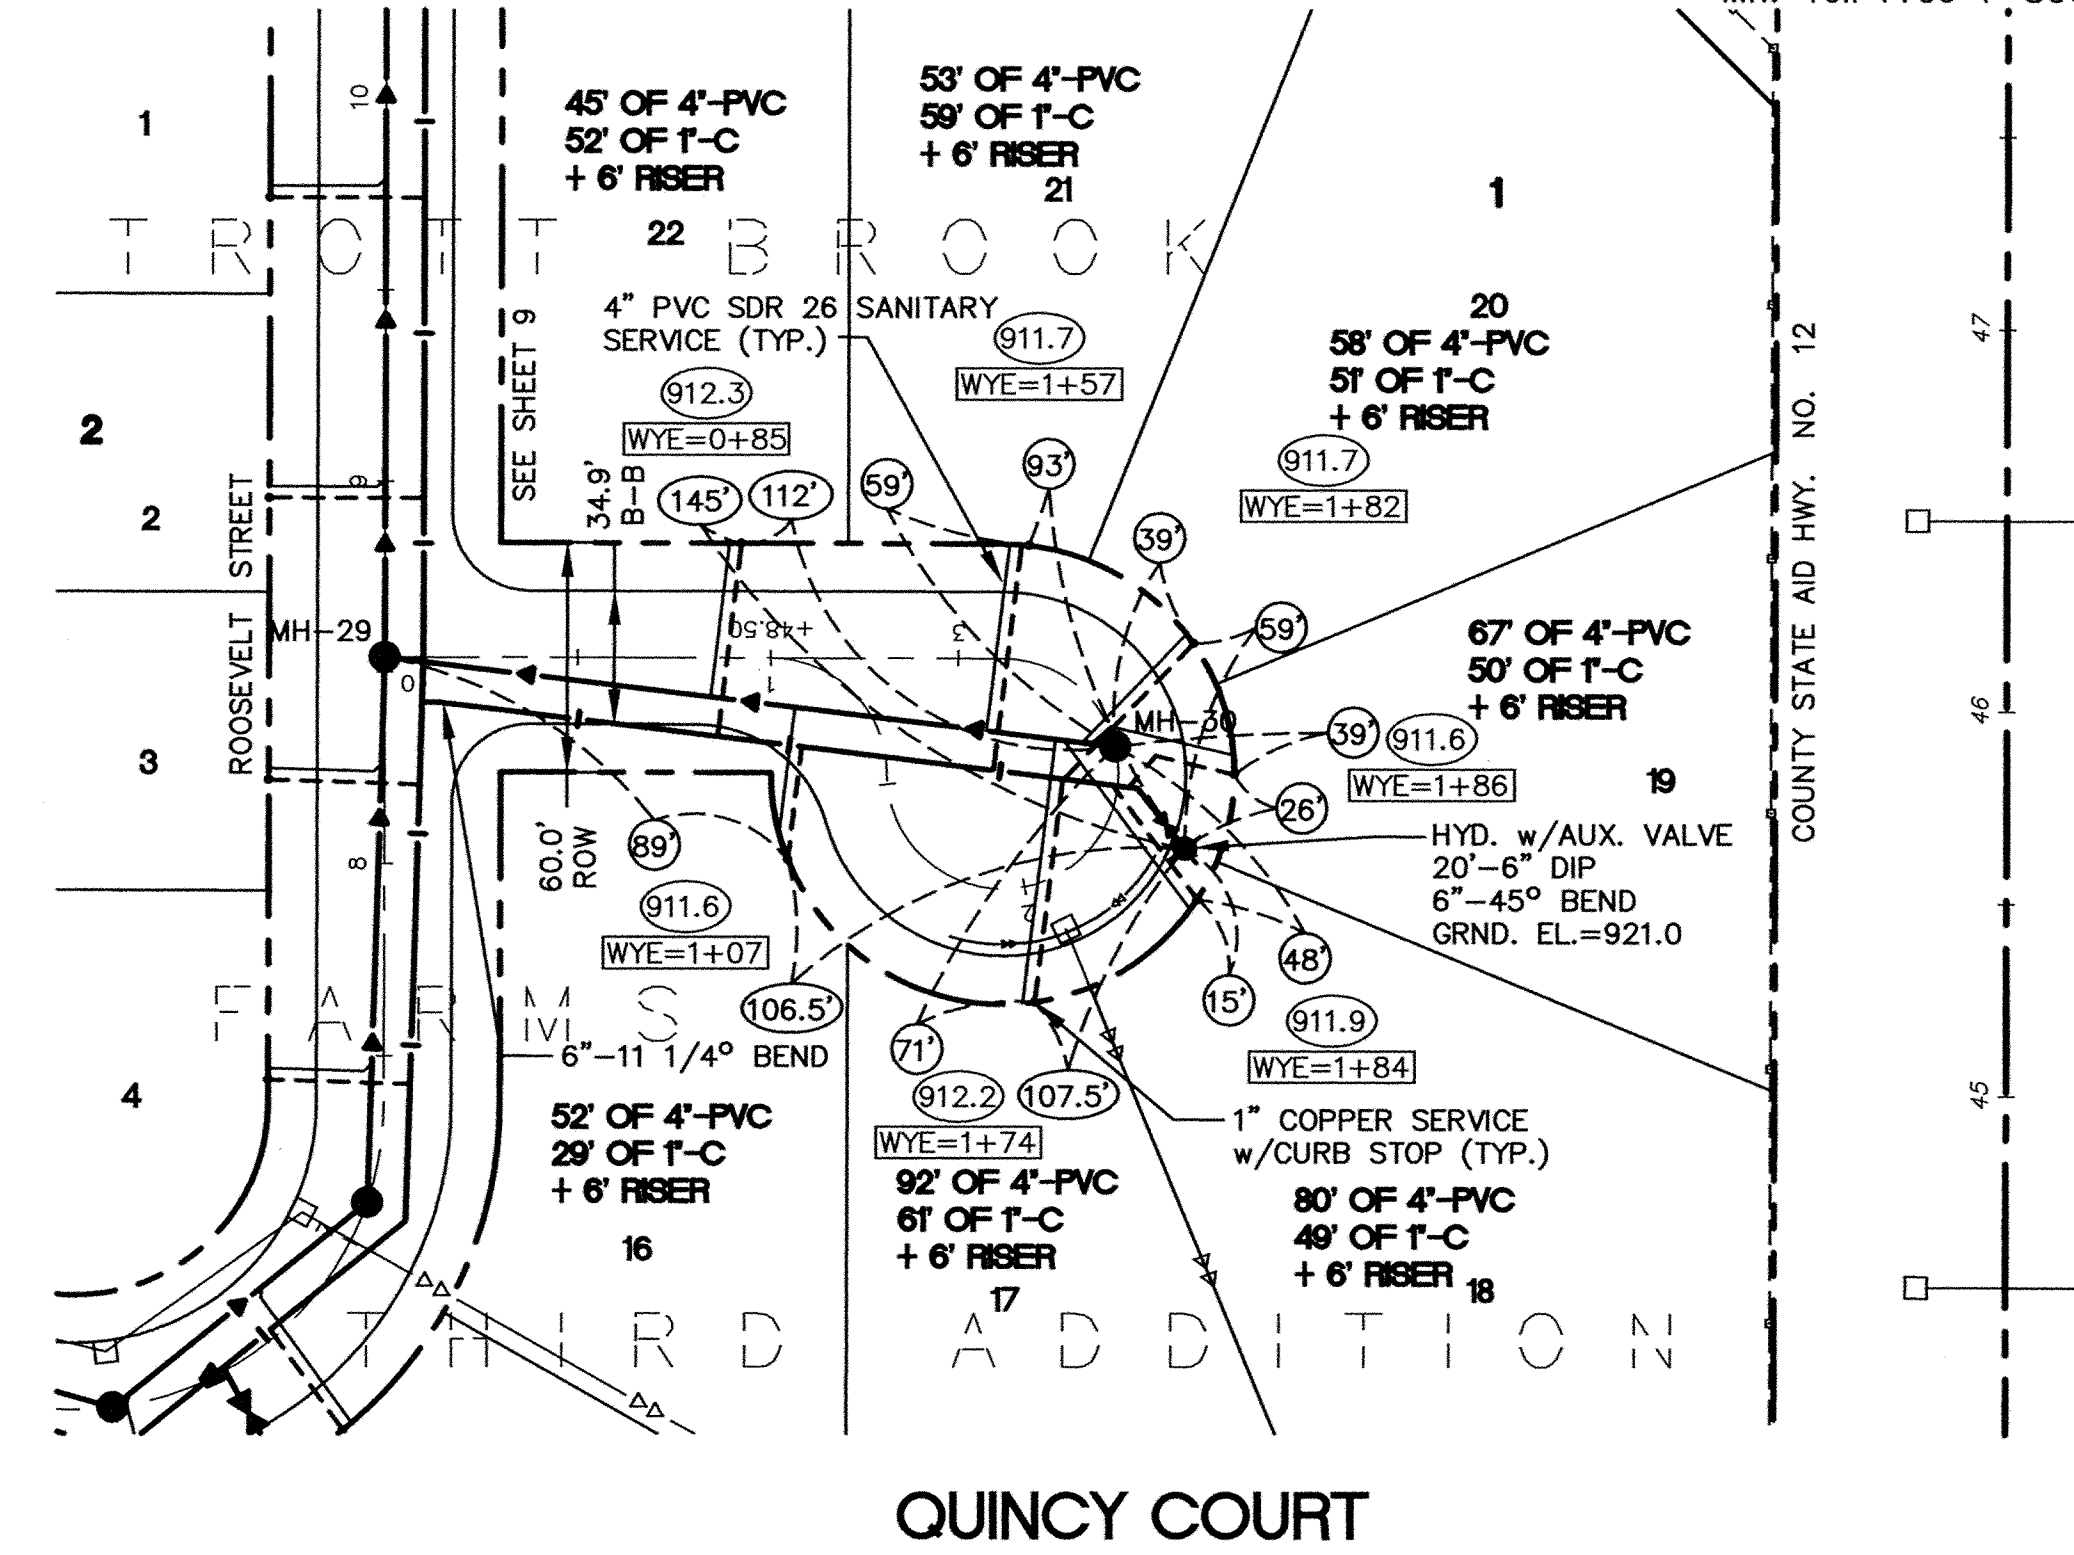 1
10
45' OF 4"-PVC
52' OF 1"-C
+ 6' RISER
22
53' OF 4"-PVC
59' OF 1"-C
+ 6' RISER
21
1
TROTT BROOK
4" PVC SDR 26 SANITARY
SERVICE (TYP.)
911.7
WYE=1+57
912.3
WYE=0+85
20
58' OF 4"-PVC
51' OF 1"-C
+ 6' RISER
911.7
WYE=1+82
SEE SHEET 9
34.9'
B-B
COUNTY STATE AID HWY. NO. 12
47
46
45
2
2
9
ROOSEVELT STREET
145'
112'
59'
93'
39'
59'
MH-29
0
+48.50
3
1
2
MH-30
67' OF 4"-PVC
50' OF 1"-C
+ 6' RISER
39'
911.6
WYE=1+86
19
26'
HYD. w/AUX. VALVE
20'-6" DIP
6"-45° BEND
GRND. EL.=921.0
3
8
60.0'
ROW
89'
911.6
WYE=1+07
106.5'
48'
15'
FARMS
6"-11 1/4° BEND
71'
912.2
WYE=1+74
107.5'
911.9
WYE=1+84
1" COPPER SERVICE
w/CURB STOP (TYP.)
4
52' OF 4"-PVC
29' OF 1"-C
+ 6' RISER
16
92' OF 4"-PVC
61' OF 1"-C
+ 6' RISER
17
80' OF 4"-PVC
49' OF 1"-C
+ 6' RISER
18
THIRD ADDITION
QUINCY COURT